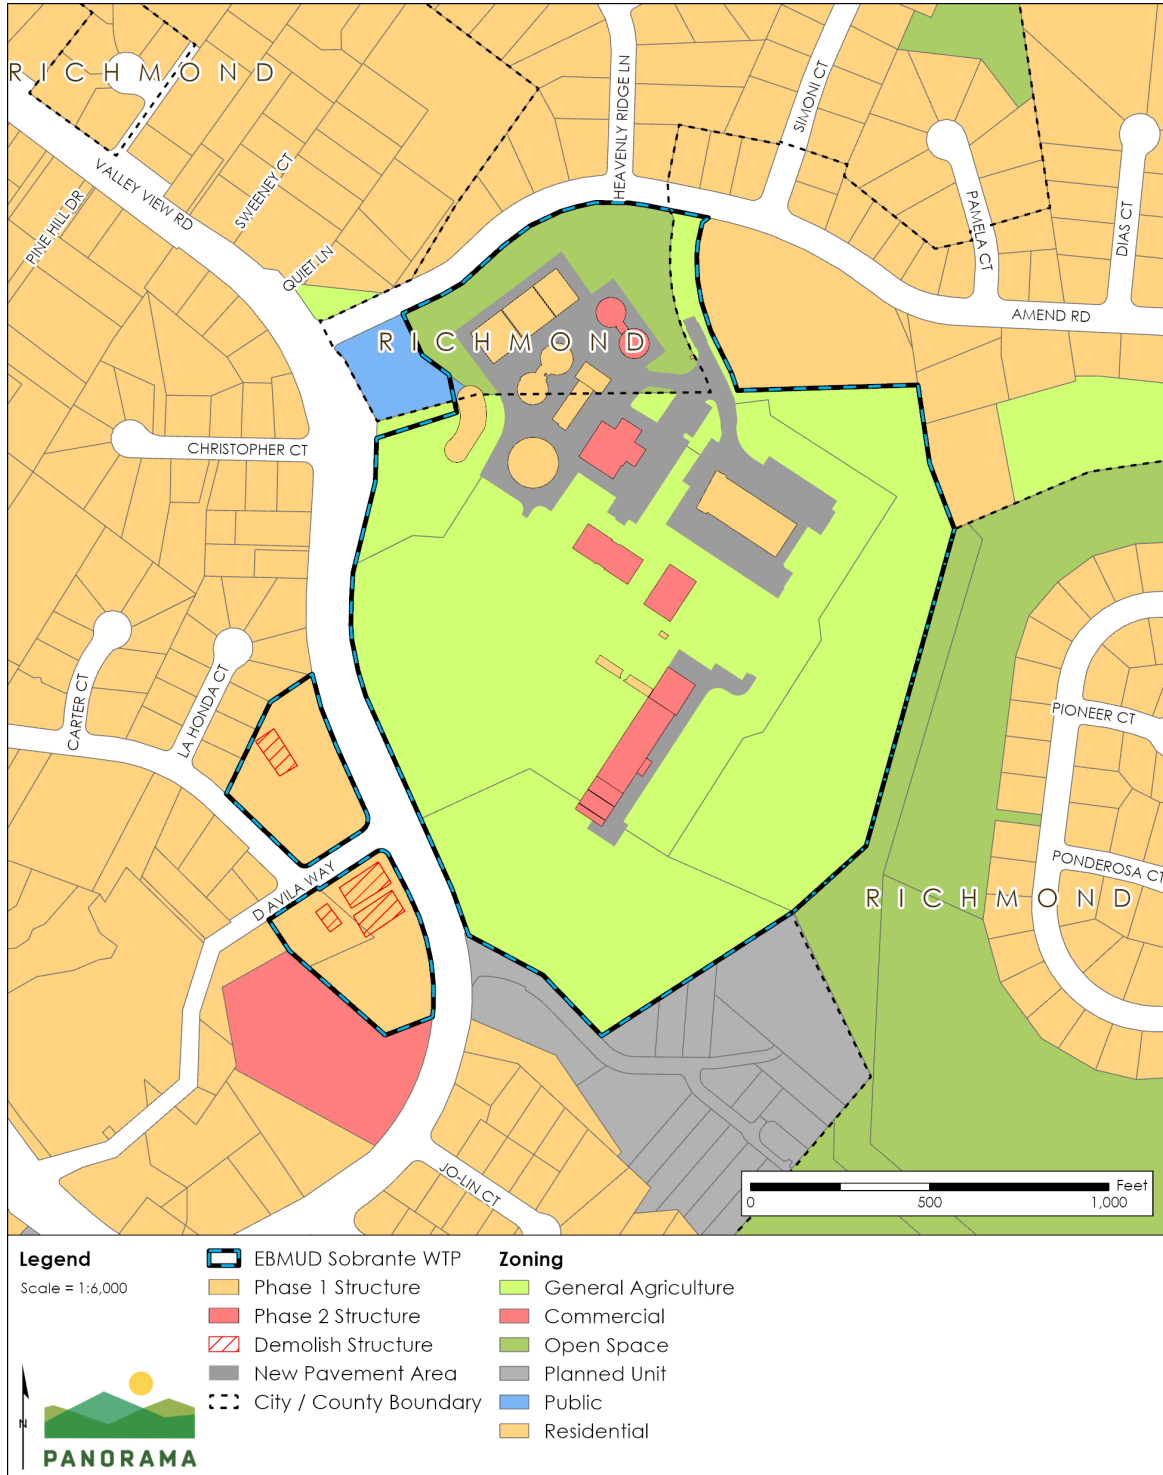 RICHMOND
HEAVENLY RIDGE LN
SIMONI CT
VALLEY VIEW RD
SWEENEY CT
PINE HILL DR
QUIET LN
PAMELA CT
DIAS CT
AMEND RD
RICHMOND
CHRISTOPHER CT
CARTER CT
LA HONDA CT
PIONEER CT
PONDEROSA CT
DAVILA WAY
RICHMOND
JO-LIN CT
Feet
0 500 1,000
Legend
Scale = 1:6,000
EBMUD Sobrante WTP
Phase 1 Structure
Phase 2 Structure
Demolish Structure
New Pavement Area
City / County Boundary
Zoning
General Agriculture
Commercial
Open Space
Planned Unit
Public
Residential
N
PANORAMA